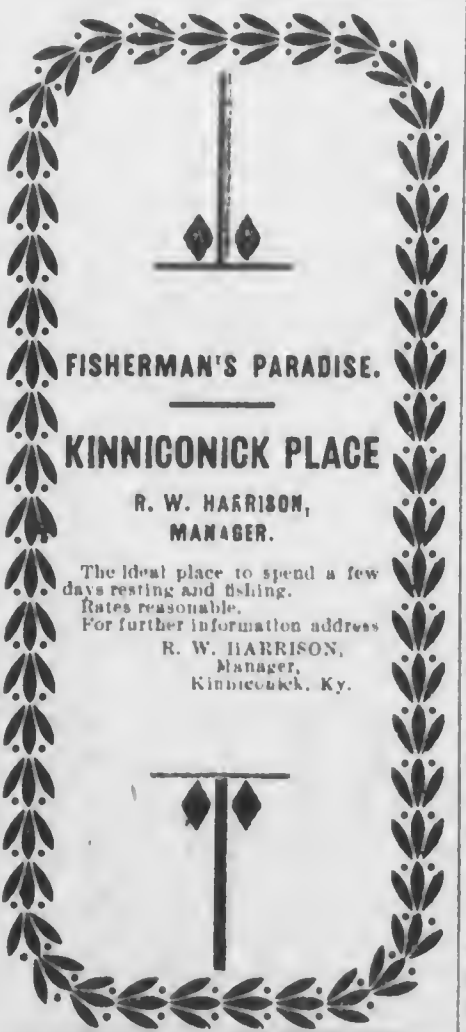 FISHERMAN'S PARADISE.
KINNICONICK PLACE
R. W. HARRISON,
MANAGER.
The ideal place to spend a few
days resting and fishing.
Rates reasonable.
For further information address
R. W. HARRISON,
Manager,
Kinniconick, Ky.